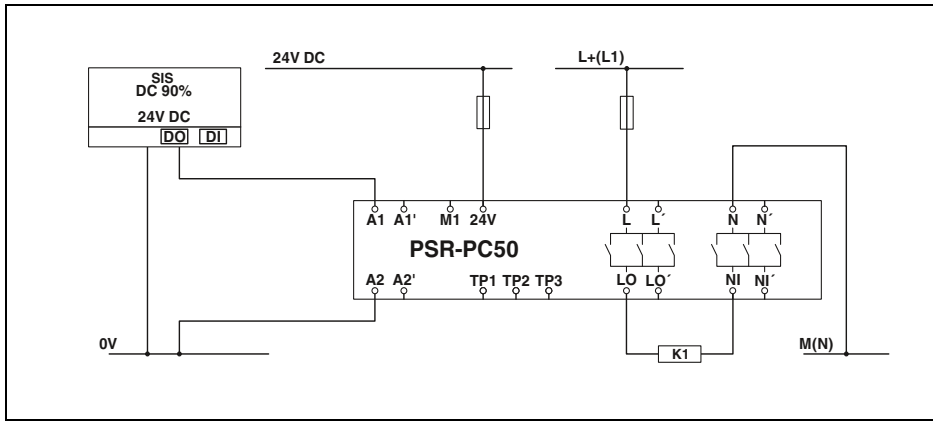 24V DC
L+(L1)
SIS
DC 90%
24V DC
DO DI
A1 A1' M1 24V L L´ N N´
PSR-PC50
A2 A2' TP1 TP2 TP3 LO LO´ NI NI´
0V
K1
M(N)